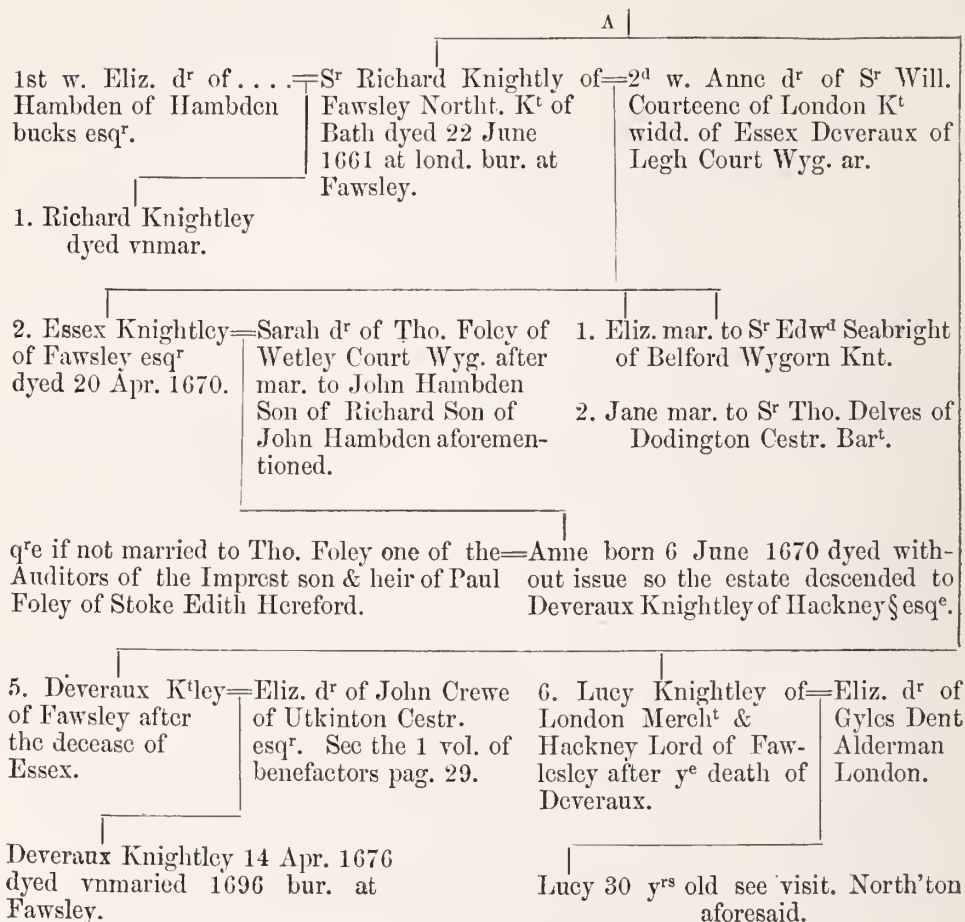 A
1st w. Eliz. dʳ of . . . .
Hambden of Hambden
bucks esqʳ.
Sʳ Richard Knightly of
Fawsley Northt. Kᵗ of
Bath dyed 22 June
1661 at lond. bur. at
Fawsley.
2ᵈ w. Anne dʳ of Sʳ Will.
Courteene of London Kᵗ
widd. of Essex Deveraux of
Legh Court Wyg. ar.
1. Richard Knightley
dyed vnmar.
2. Essex Knightley
of Fawsley esqʳ
dyed 20 Apr. 1670.
Sarah dʳ of Tho. Foley of
Wetley Court Wyg. after
mar. to John Hambden
Son of Richard Son of
John Hambden aforemen-
tioned.
1. Eliz. mar. to Sʳ Edwᵈ Seabright
of Belford Wygorn Knt.
2. Jane mar. to Sʳ Tho. Delves of
Dodington Cestr. Barᵗ.
qʳe if not married to Tho. Foley one of the
Auditors of the Imprest son & heir of Paul
Foley of Stoke Edith Hereford.
Anne born 6 June 1670 dyed with-
out issue so the estate descended to
Deveraux Knightley of Hackney§ esqᵉ.
5. Deveraux Kᵗley
of Fawsley after
the decease of
Essex.
Eliz. dʳ of John Crewe
of Utkinton Cestr.
esqʳ. See the 1 vol. of
benefactors pag. 29.
6. Lucy Knightley of
London Merchᵗ &
Hackney Lord of Faw-
lesley after yᵉ death of
Deveraux.
Eliz. dʳ of
Gyles Dent
Alderman
London.
Deveraux Knightley 14 Apr. 1676
dyed vnmaried 1696 bur. at
Fawsley.
Lucy 30 yʳˢ old see visit. North'ton
aforesaid.